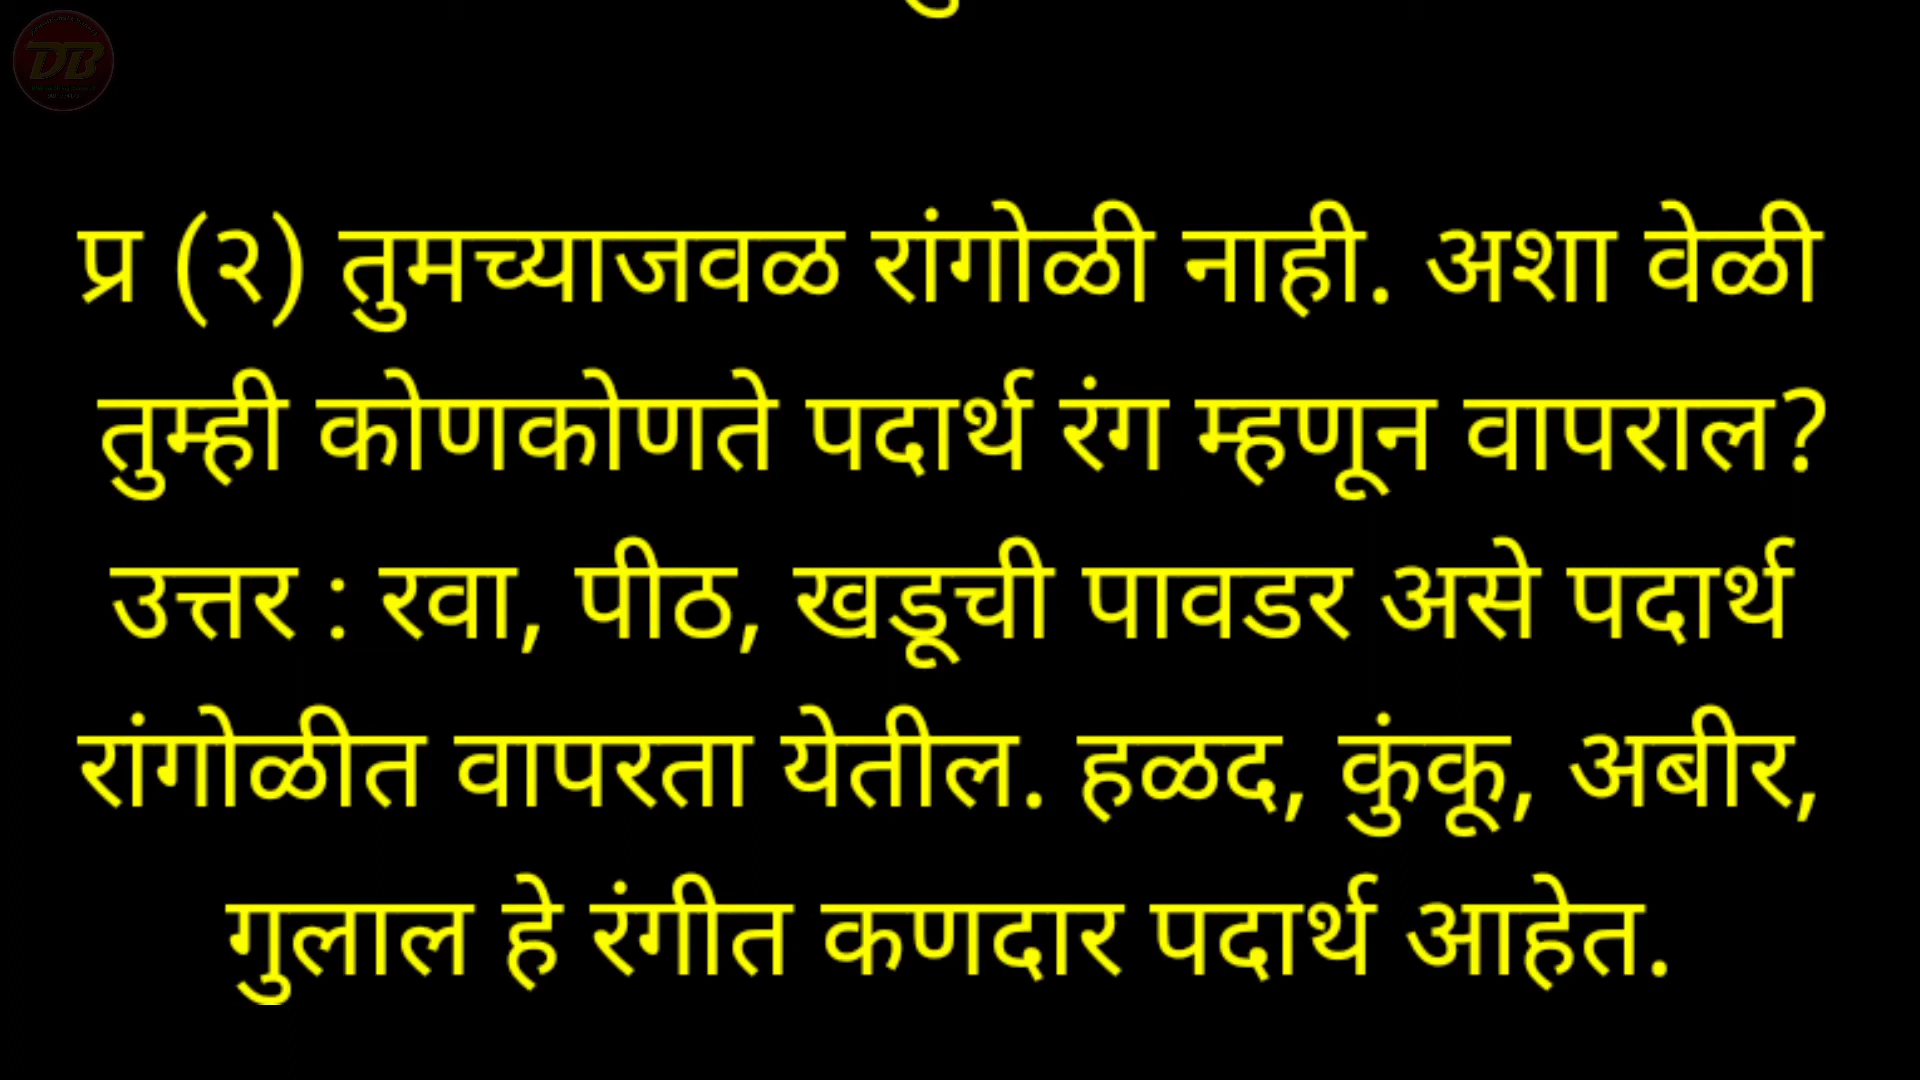 DB
प्र (२) तुमच्याजवळ रांगोळी नाही. अशा वेळी
तुम्ही कोणकोणते पदार्थ रंग म्हणून वापराल?
उत्तर : रवा, पीठ, खडूची पावडर असे पदार्थ
रांगोळीत वापरता येतील. हळद, कुंकू, अबीर,
गुलाल हे रंगीत कणदार पदार्थ आहेत.